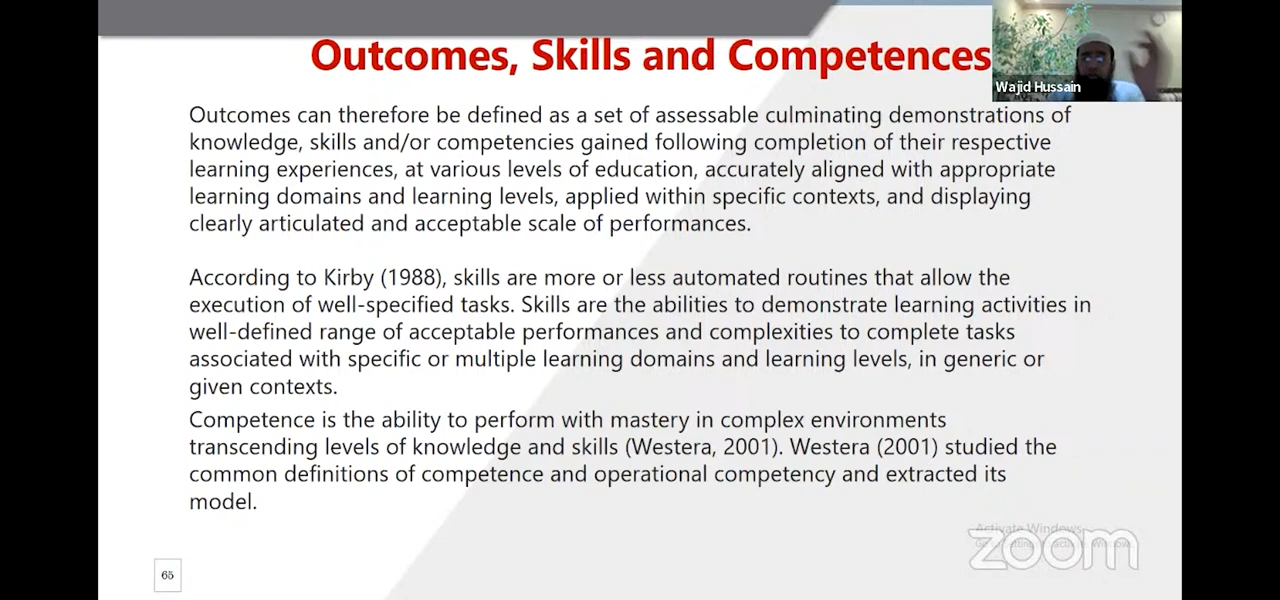 Outcomes, Skills and Competences
Wajid Hussain
Outcomes can therefore be defined as a set of assessable culminating demonstrations of
knowledge, skills and/or competencies gained following completion of their respective
learning experiences, at various levels of education, accurately aligned with appropriate
learning domains and learning levels, applied within specific contexts, and displaying
clearly articulated and acceptable scale of performances.
According to Kirby (1988), skills are more or less automated routines that allow the
execution of well-specified tasks. Skills are the abilities to demonstrate learning activities in
well-defined range of acceptable performances and complexities to complete tasks
associated with specific or multiple learning domains and learning levels, in generic or
given contexts.
Competence is the ability to perform with mastery in complex environments
transcending levels of knowledge and skills (Westera, 2001). Westera (2001) studied the
common definitions of competence and operational competency and extracted its
model.
Activate Windows
zoom
65